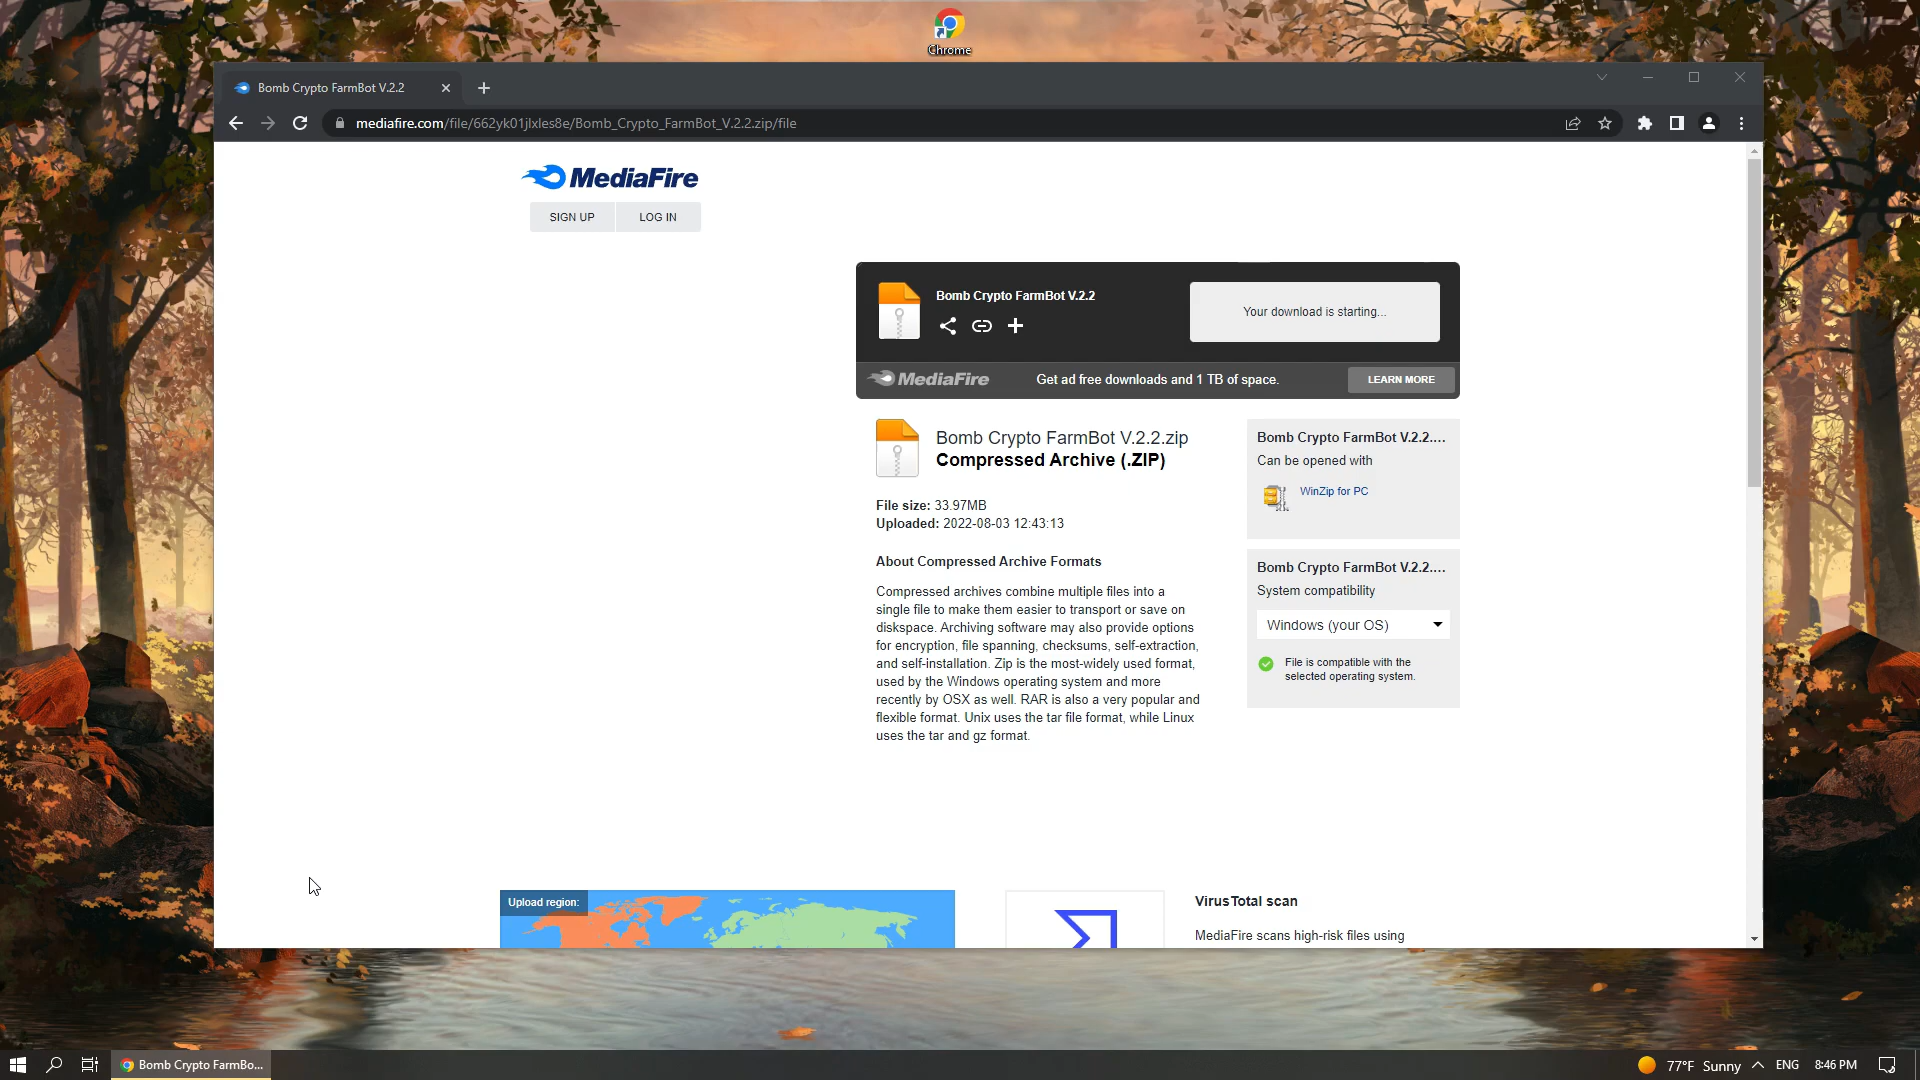 Chrome
Bomb Crypto FarmBot V.2.2
mediafire.com/file/662yk01jlxles8e/Bomb_Crypto_FarmBot_V.2.2.zip/file
MediaFire
SIGN UP
LOG IN
Bomb Crypto FarmBot V.2.2
Your download is starting...
MediaFire
Get ad free downloads and 1 TB of space.
LEARN MORE
Bomb Crypto FarmBot V.2.2.zip
Compressed Archive (.ZIP)
File size: 33.97MB
Uploaded: 2022-08-03 12:43:13
About Compressed Archive Formats
Compressed archives combine multiple files into a
single file to make them easier to transport or save on
diskspace. Archiving software may also provide options
for encryption, file spanning, checksums, self-extraction,
and self-installation. Zip is the most-widely used format,
used by the Windows operating system and more
recently by OSX as well. RAR is also a very popular and
flexible format. Unix uses the tar file format, while Linux
uses the tar and gz format.
Bomb Crypto FarmBot V.2.2....
Can be opened with
WinZip for PC
Bomb Crypto FarmBot V.2.2....
System compatibility
Windows (your OS)
File is compatible with the
selected operating system.
Upload region:
VirusTotal scan
MediaFire scans high-risk files using
Bomb Crypto FarmBo...
77°F Sunny
ENG
8:46 PM